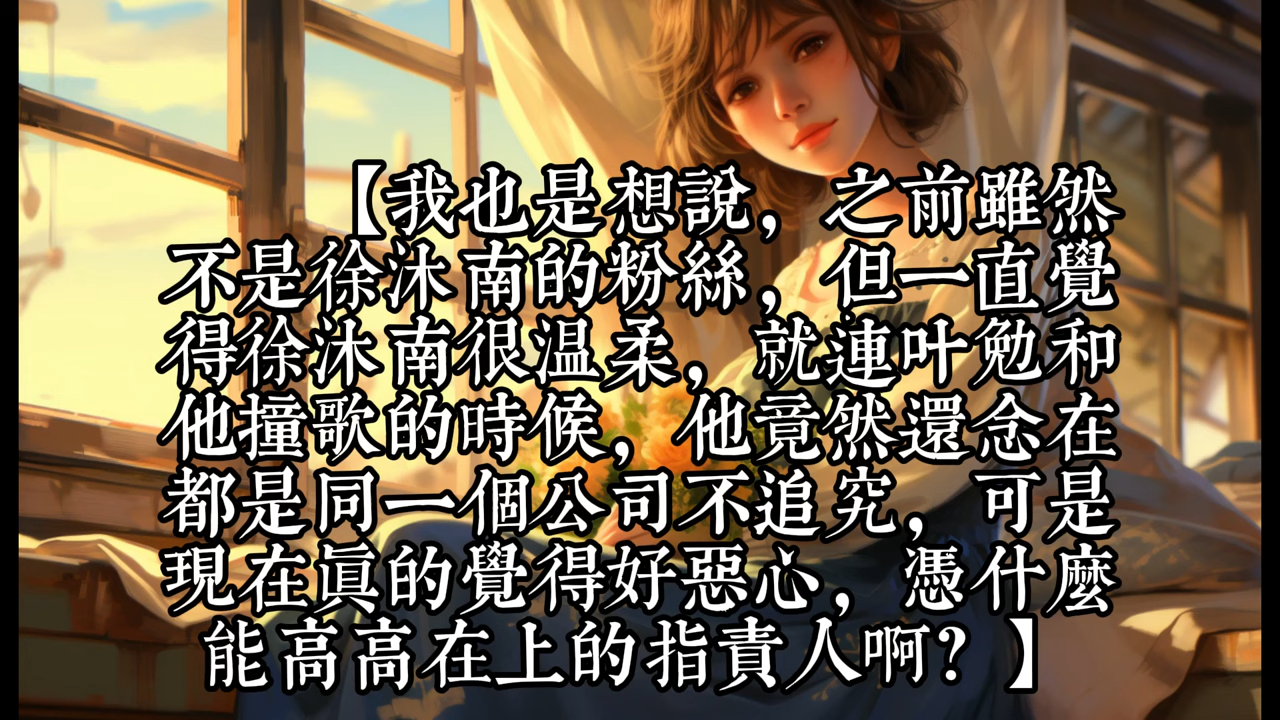 【我也是想說，之前雖然
不是徐沐南的粉絲，但一直覺
得徐沐南很温柔，就連叶勉和
他撞歌的時候，他竟然還念在
都是同一個公司不追究，可是
現在真的覺得好惡心，憑什麼
能高高在上的指責人啊？】